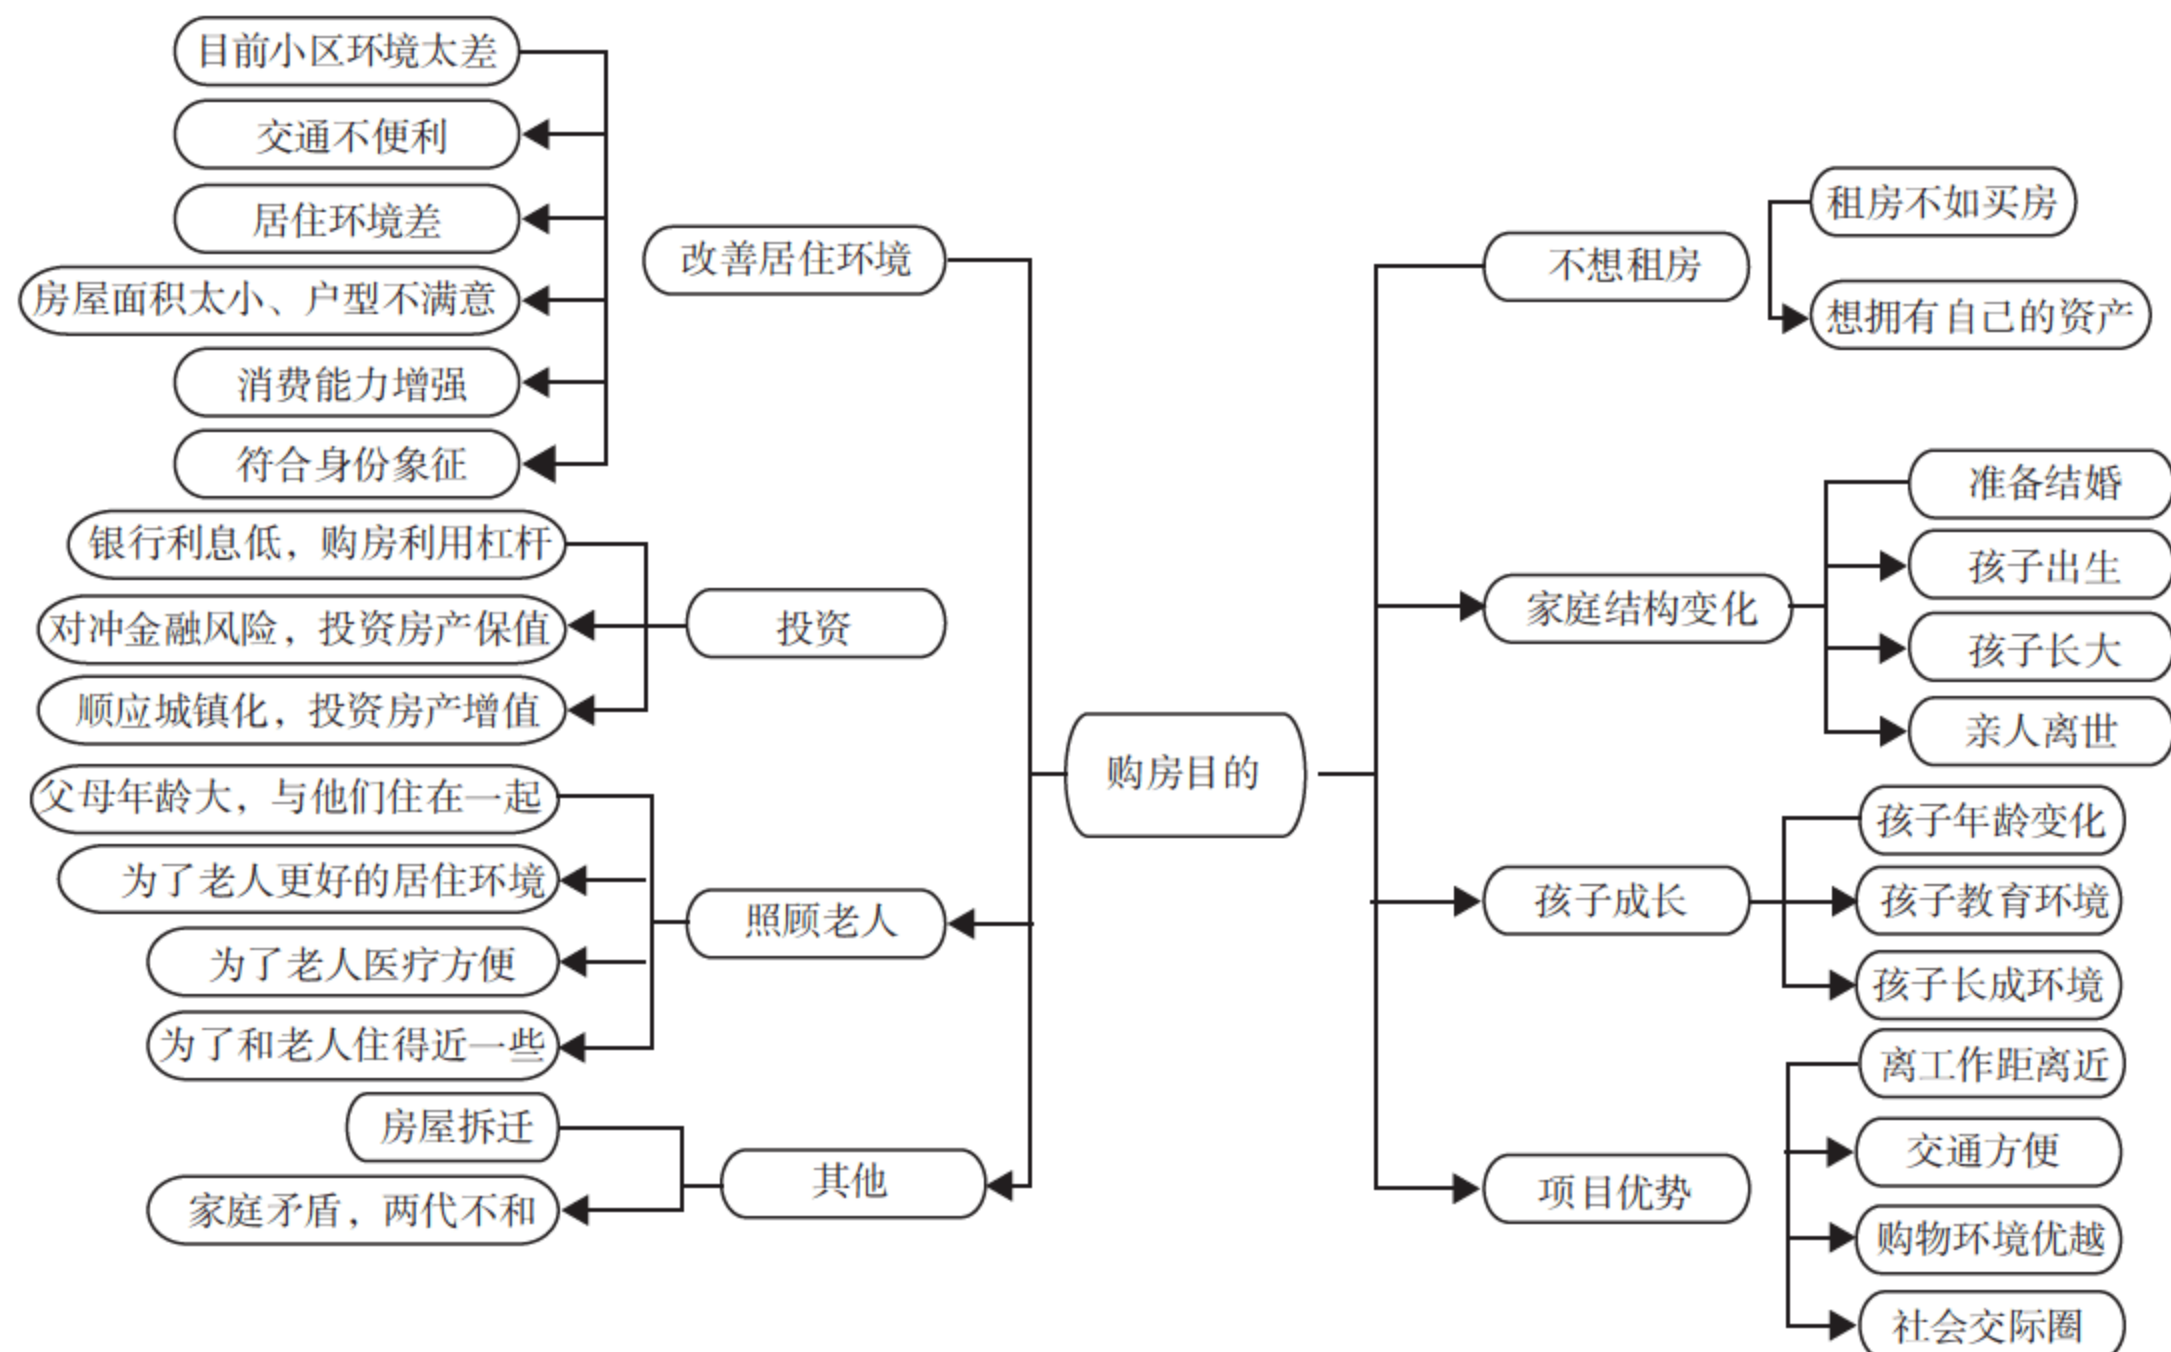 目前小区环境太差
交通不便利
居住环境差
房屋面积太小、户型不满意
消费能力增强
符合身份象征
改善居住环境
银行利息低，购房利用杠杆
对冲金融风险，投资房产保值
顺应城镇化，投资房产增值
投资
父母年龄大，与他们住在一起
为了老人更好的居住环境
为了老人医疗方便
为了和老人住得近一些
照顾老人
房屋拆迁
家庭矛盾，两代不和
其他
购房目的
不想租房
租房不如买房
想拥有自己的资产
家庭结构变化
准备结婚
孩子出生
孩子长大
亲人离世
孩子成长
孩子年龄变化
孩子教育环境
孩子长成环境
项目优势
离工作距离近
交通方便
购物环境优越
社会交际圈